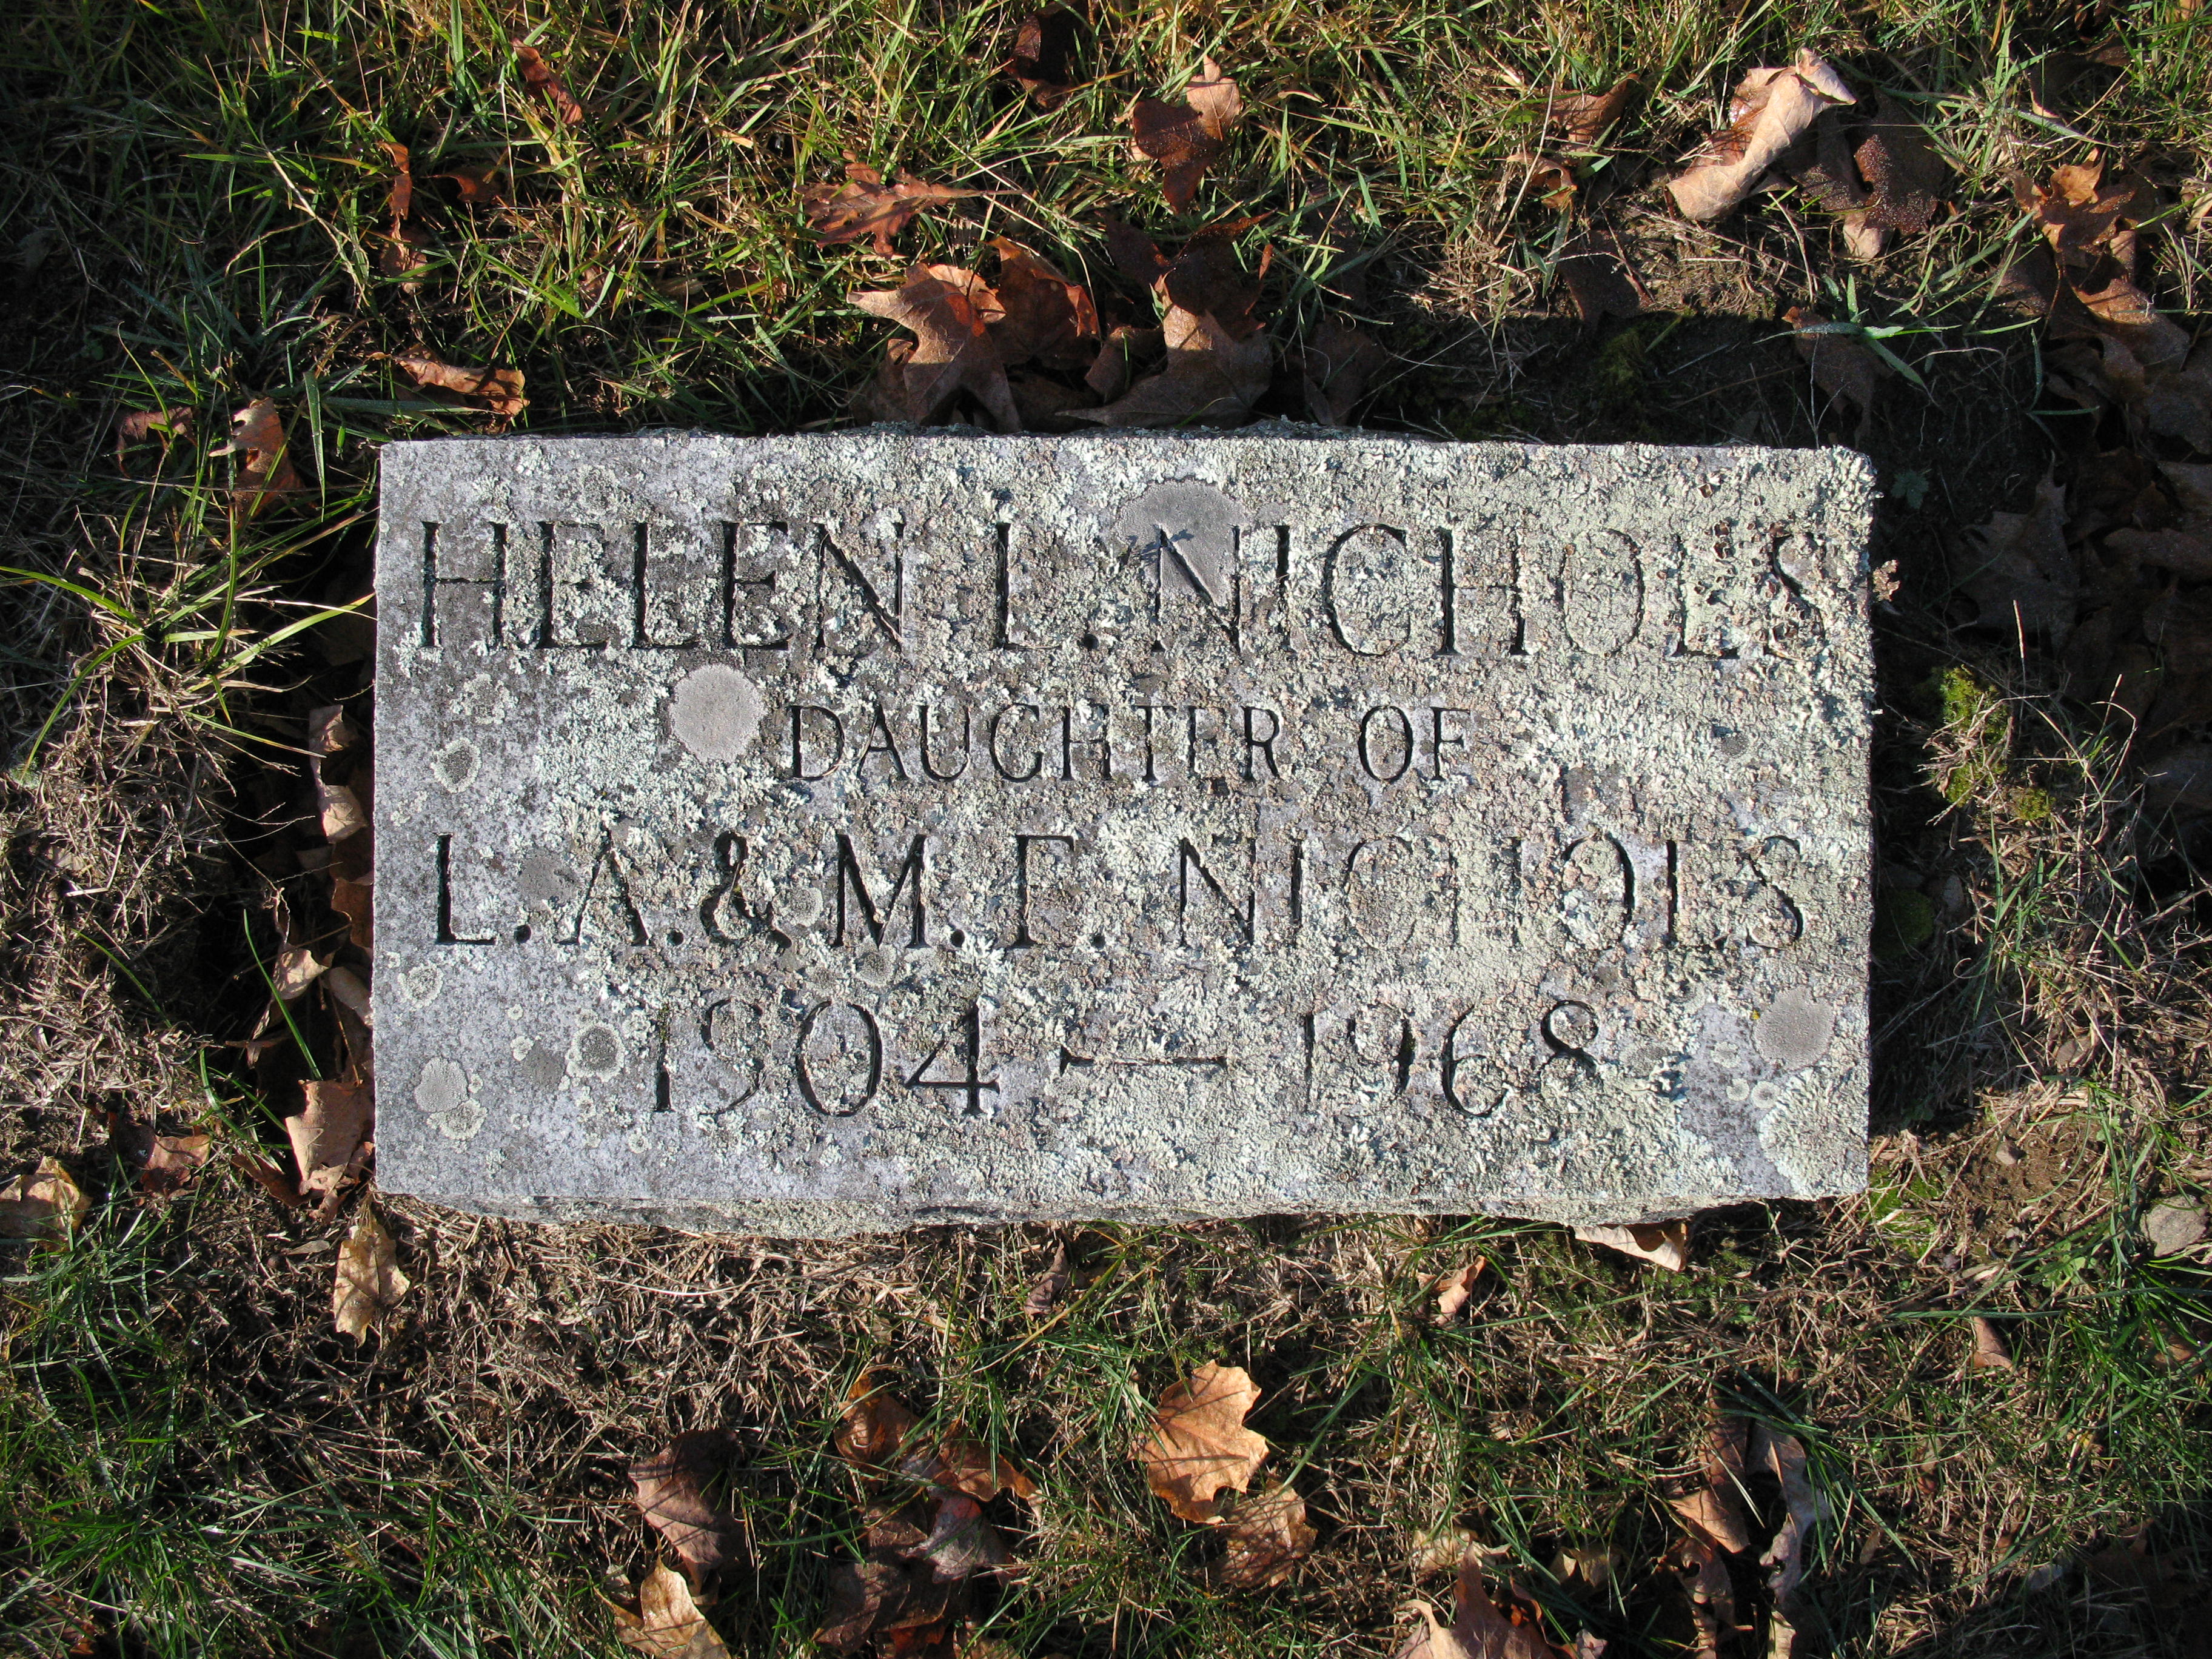 HELEN L. NICHOLS
DAUGHTER OF
L. A. & M. E. NICHOLS
1904 — 1968